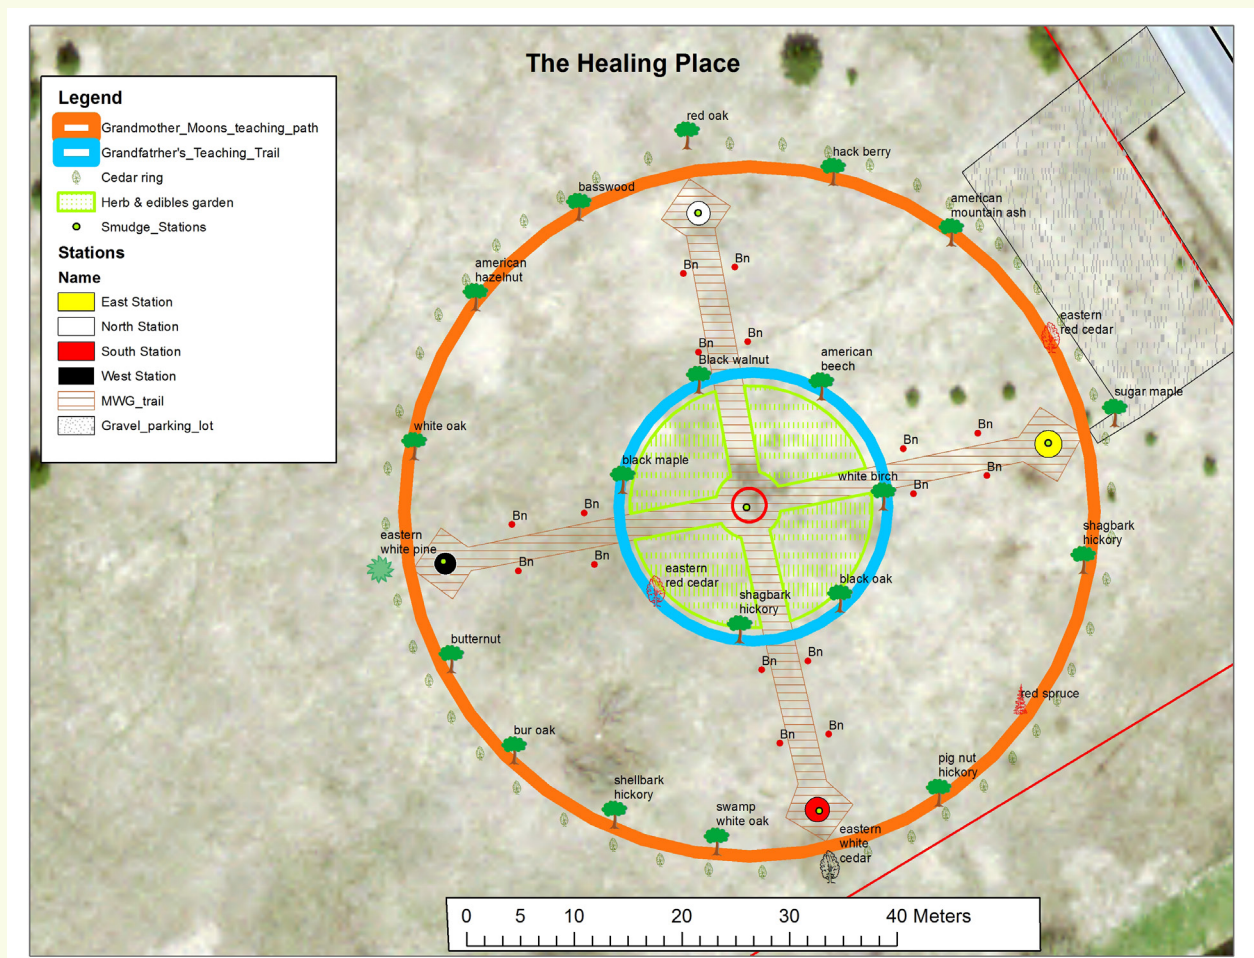 The Healing Place
Legend
Grandmother_Moons_teaching_path
Grandfatrher's_Teaching_Trail
Cedar ring
Herb & edibles garden
Smudge_Stations
Stations
Name
East Station
North Station
South Station
West Station
MWG_trail
Gravel_parking_lot
red oak
hack berry
basswood
american
mountain ash
american
hazelnut
Bn
Bn
eastern
red cedar
Bn
Bn
Black walnut
american
beech
sugar maple
white oak
Bn
Bn
black maple
white birch
Bn
Bn
Bn
Bn
eastern
white pine
shagbark
hickory
Bn
Bn
eastern
red cedar
black oak
shagbark
hickory
butternut
Bn
Bn
red spruce
bur oak
Bn
Bn
pig nut
hickory
shellbark
hickory
swamp
white oak
eastern
white
cedar
0 5 10 20 30 40 Meters